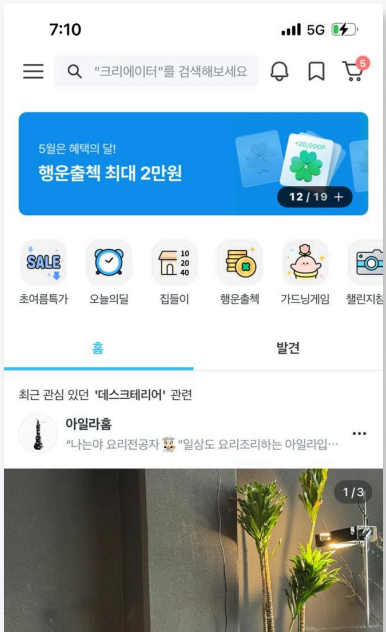 7:10 5G
"크리에이터"를 검색해보세요 5
5월은 혜택의 달!
행운출첵 최대 2만원
+20,000P
12 / 19 +
SALE
10
20
40
초여름특가 오늘의딜 집들이 행운출첵 가드닝게임 챌린지참
홈 발견
최근 관심 있던 '데스크테리어' 관련
아일라홈
"나는야 요리전공자👨‍🍳"일상도 요리조리하는 아일라입…
1/3